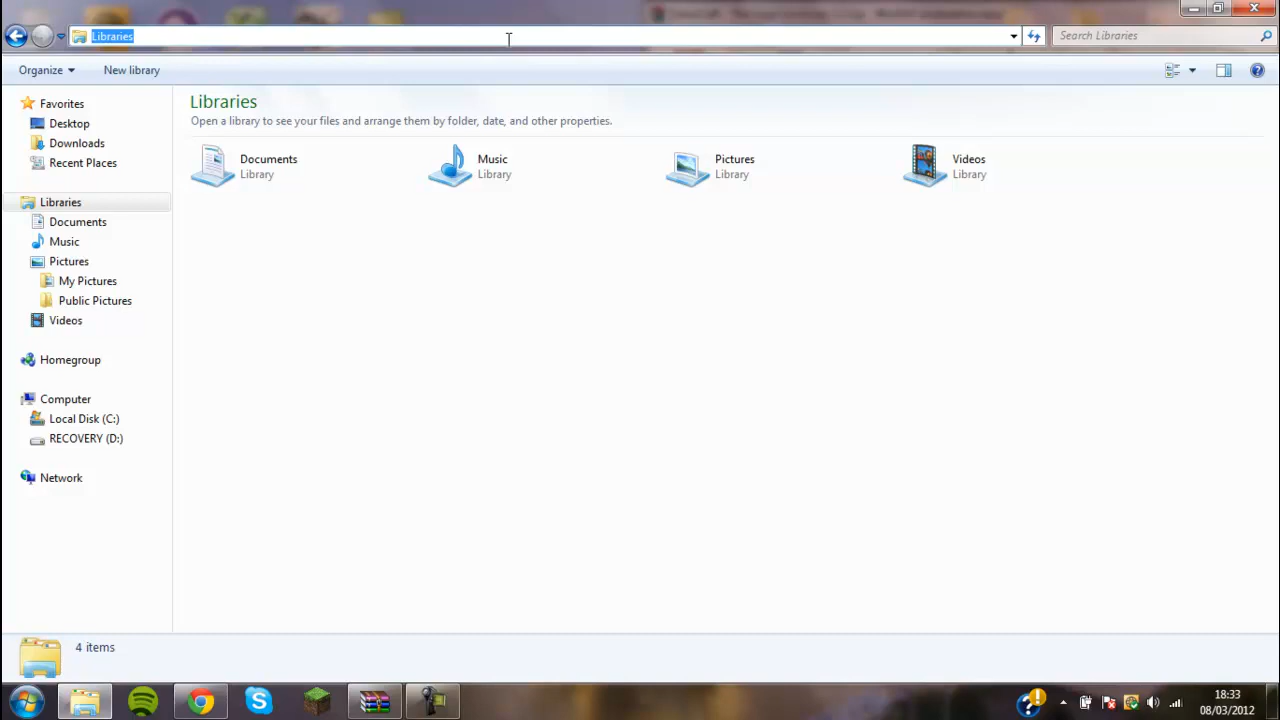 Libraries
Search Libraries
Organize
New library
Favorites
Desktop
Downloads
Recent Places
Libraries
Documents
Music
Pictures
My Pictures
Public Pictures
Videos
Homegroup
Computer
Local Disk (C:)
RECOVERY (D:)
Network
Libraries
Open a library to see your files and arrange them by folder, date, and other properties.
Documents
Library
Music
Library
Pictures
Library
Videos
Library
4 items
18:33
08/03/2012